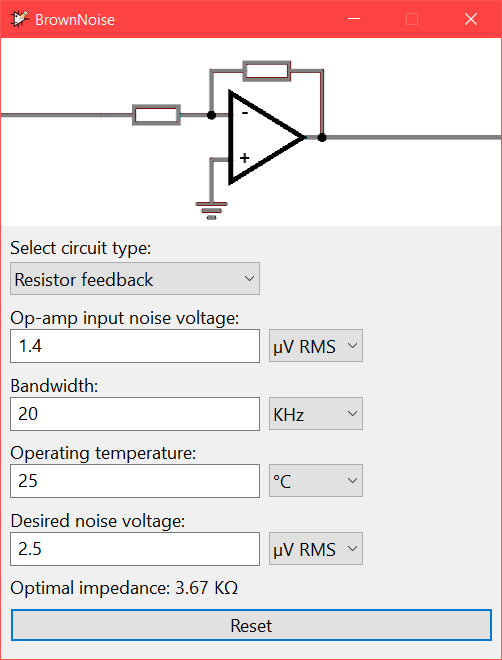 BrownNoise
-
+
Select circuit type:
Resistor feedback
Op-amp input noise voltage:
1.4 µV RMS
Bandwidth:
20 KHz
Operating temperature:
25 °C
Desired noise voltage:
2.5 µV RMS
Optimal impedance: 3.67 KΩ
Reset